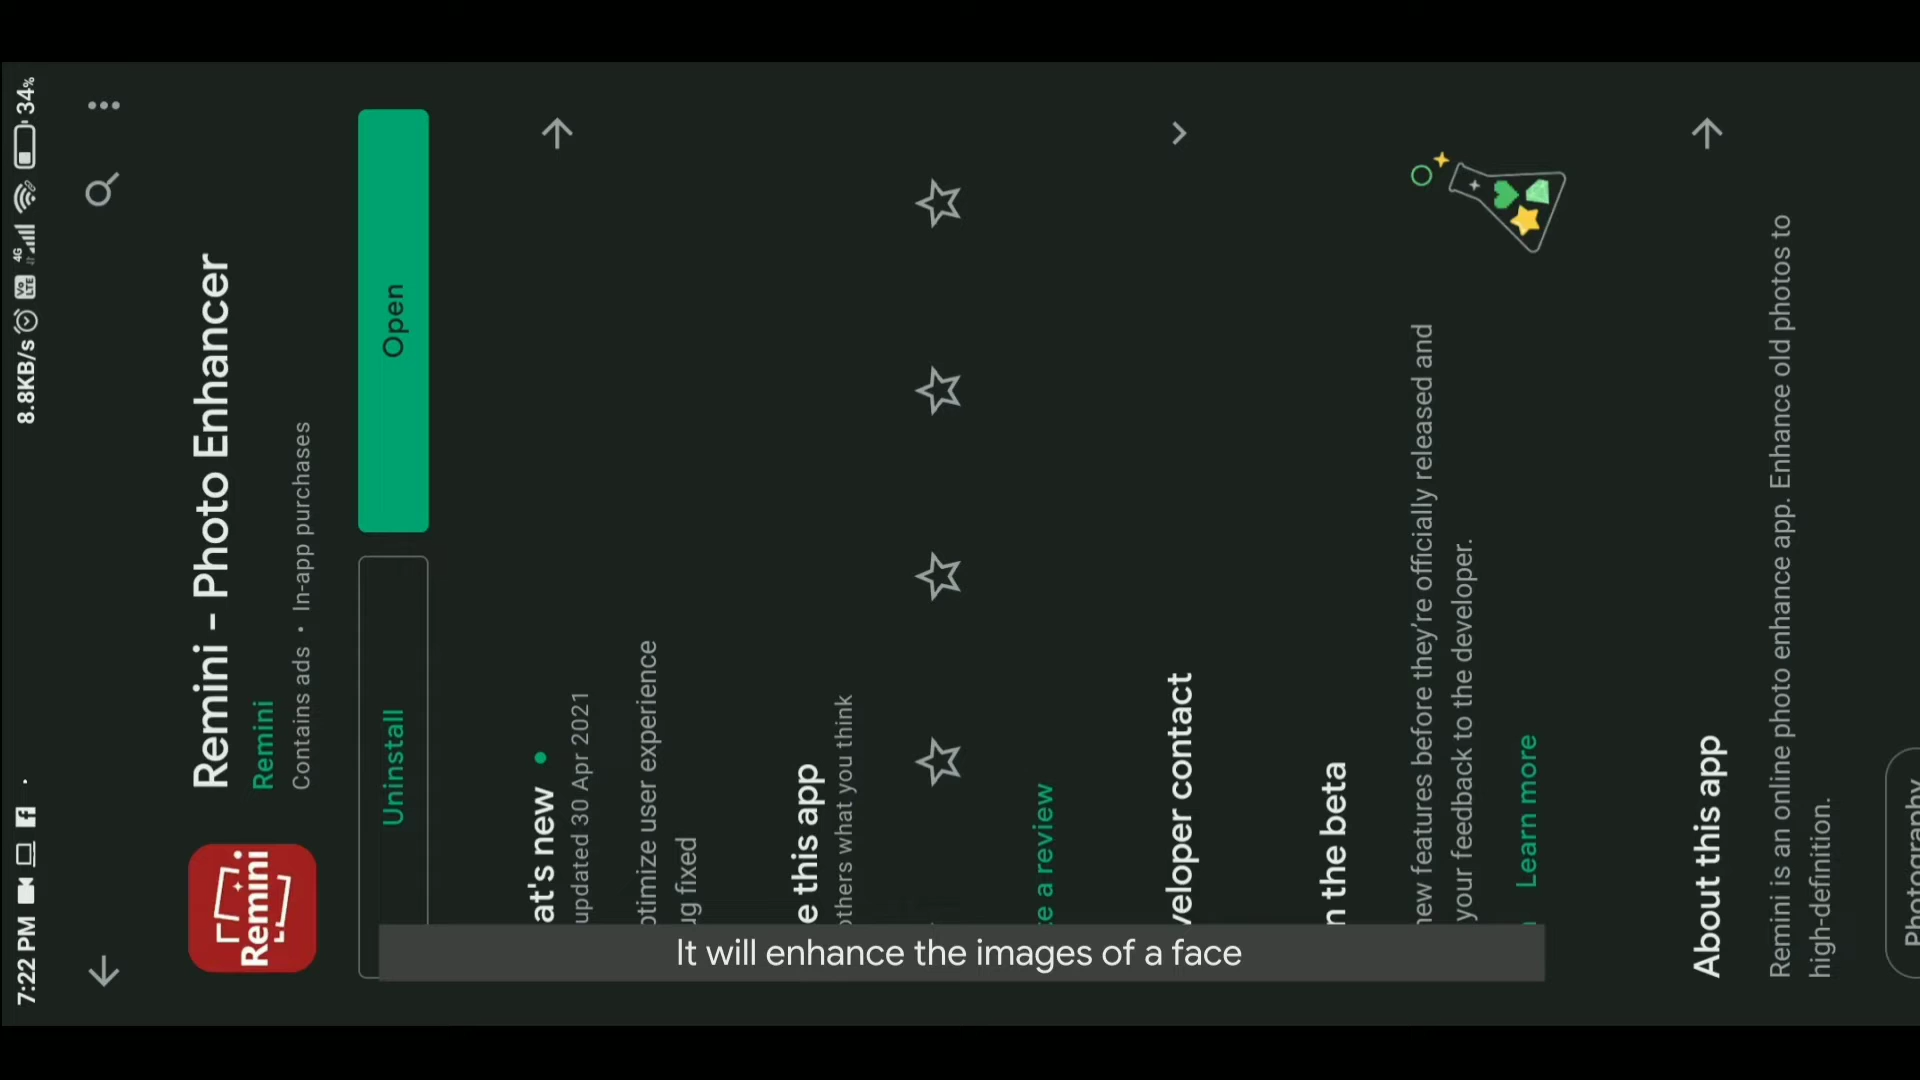 7:22 PM
8.8KB/s
Vo
LTE
4G
34%
Remini
Remini – Photo Enhancer
Remini
Contains ads • In-app purchases
Uninstall
Open
at's new
updated 30 Apr 2021
ptimize user experience
ug fixed
e this app
others what you think
e a review
veloper contact
n the beta
new features before they're officially released and
your feedback to the developer.
Learn more
About this app
Remini is an online photo enhance app. Enhance old photos to
high-definition.
Photography
It will enhance the images of a face